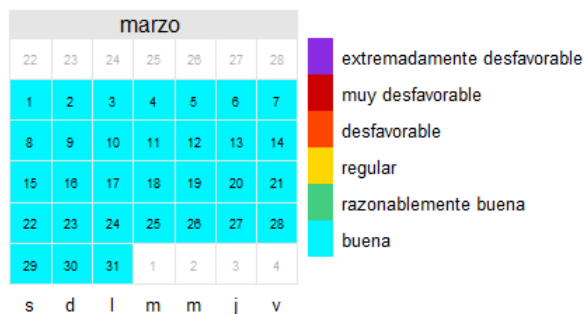 marzo
22 23 24 25 26 27 28
1 2 3 4 5 6 7
8 9 10 11 12 13 14
15 16 17 18 19 20 21
22 23 24 25 26 27 28
29 30 31 1 2 3 4
s d l m m j v
extremadamente desfavorable
muy desfavorable
desfavorable
regular
razonablemente buena
buena